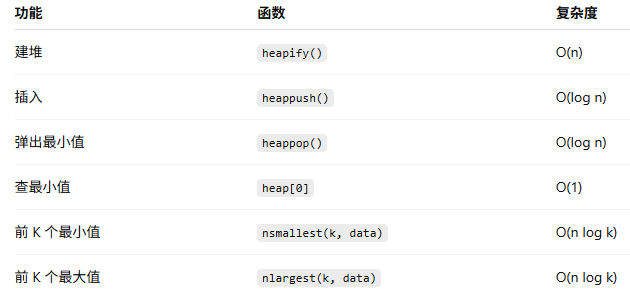 功能 函数 复杂度
建堆 heapify() O(n)
插入 heappush() O(log n)
弹出最小值 heappop() O(log n)
查最小值 heap[0] O(1)
前 K 个最小值 nsmallest(k, data) O(n log k)
前 K 个最大值 nlargest(k, data) O(n log k)